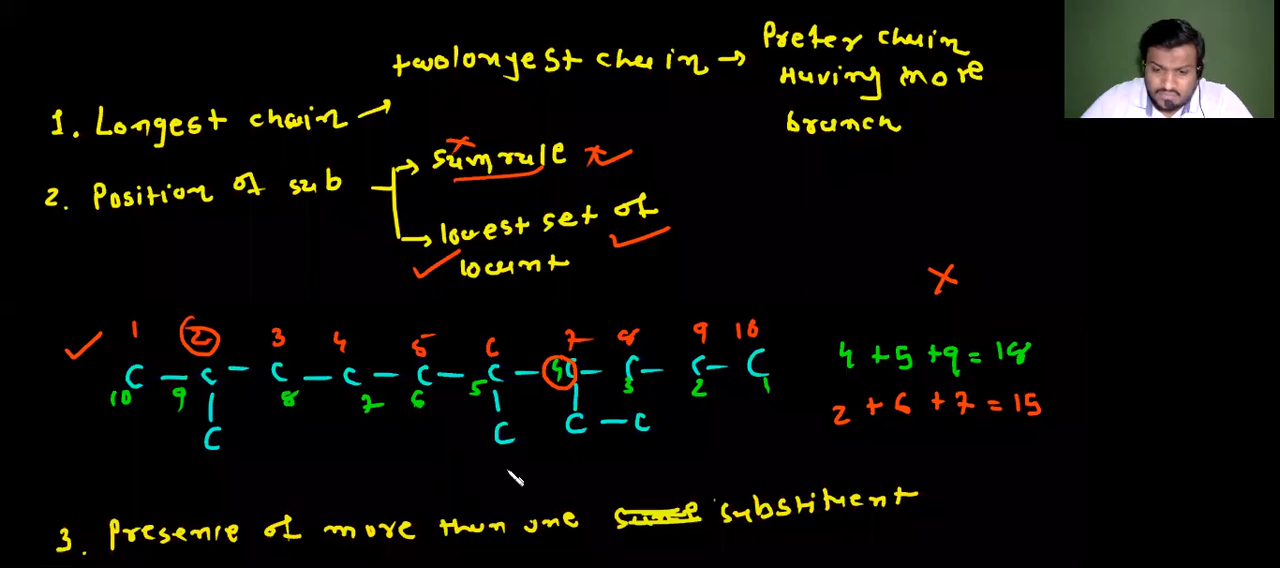 twolongest chain → Prefer chain
Having more
branch
1. Longest chain →
2. Position of sub → sum rule × ✓
→ lowest set of
locant
1 2 3 4 5 6 7 8 9 10
C – C – C – C – C – C – C – C – C – C
10 9 8 7 6 5 4 3 2 1
C C C – C
×
4 + 5 + 9 = 18
2 + 6 + 7 = 15
3. Presence of more than one substituent